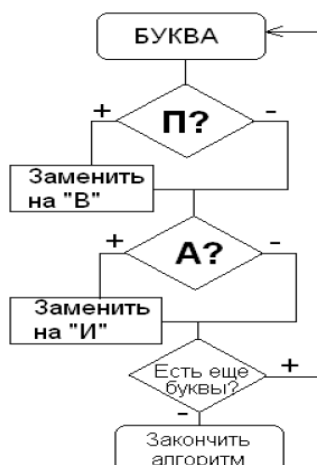 БУКВА
+ -
П?
Заменить
на "В"
+ -
А?
Заменить
на "И"
Есть еще
буквы?
+
-
Закончить
алгоритм